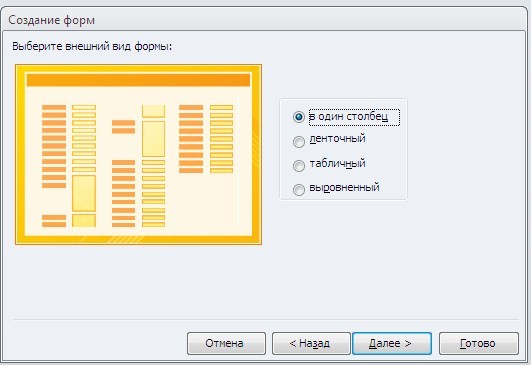 Создание форм
Выберите внешний вид формы:
в один столбец
ленточный
табличный
выровненный
Отмена
< Назад
Далее >
Готово